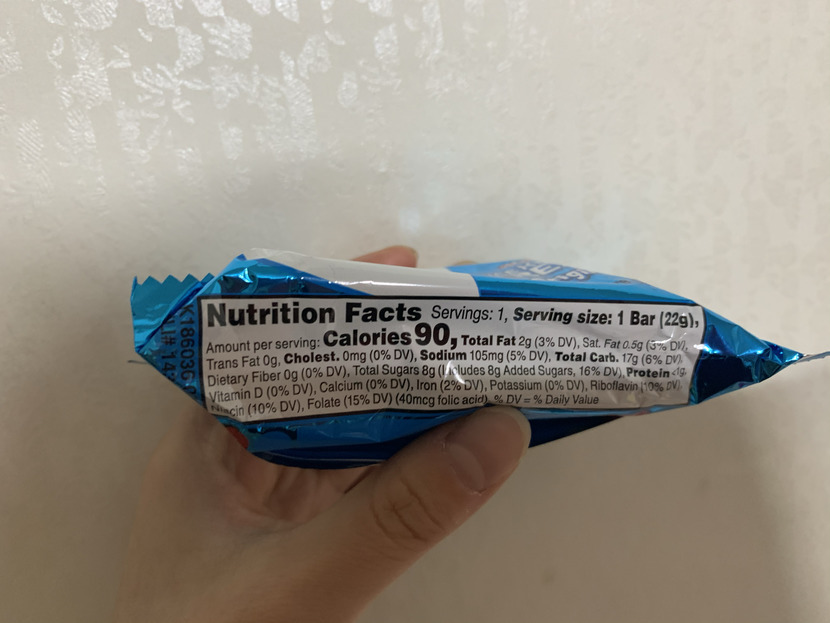 Nutrition Facts Servings: 1, Serving size: 1 Bar (22g),
Amount per serving: Calories 90, Total Fat 2g (3% DV), Sat. Fat 0.5g (3% DV),
Trans Fat 0g, Cholest. 0mg (0% DV), Sodium 105mg (5% DV), Total Carb. 17g (6% DV),
Dietary Fiber 0g (0% DV), Total Sugars 8g (Includes 8g Added Sugars, 16% DV), Protein <1g,
Vitamin D (0% DV), Calcium (0% DV), Iron (2% DV), Potassium (0% DV), Riboflavin (10% DV),
Niacin (10% DV), Folate (15% DV) (40mcg folic acid). % DV = % Daily Value